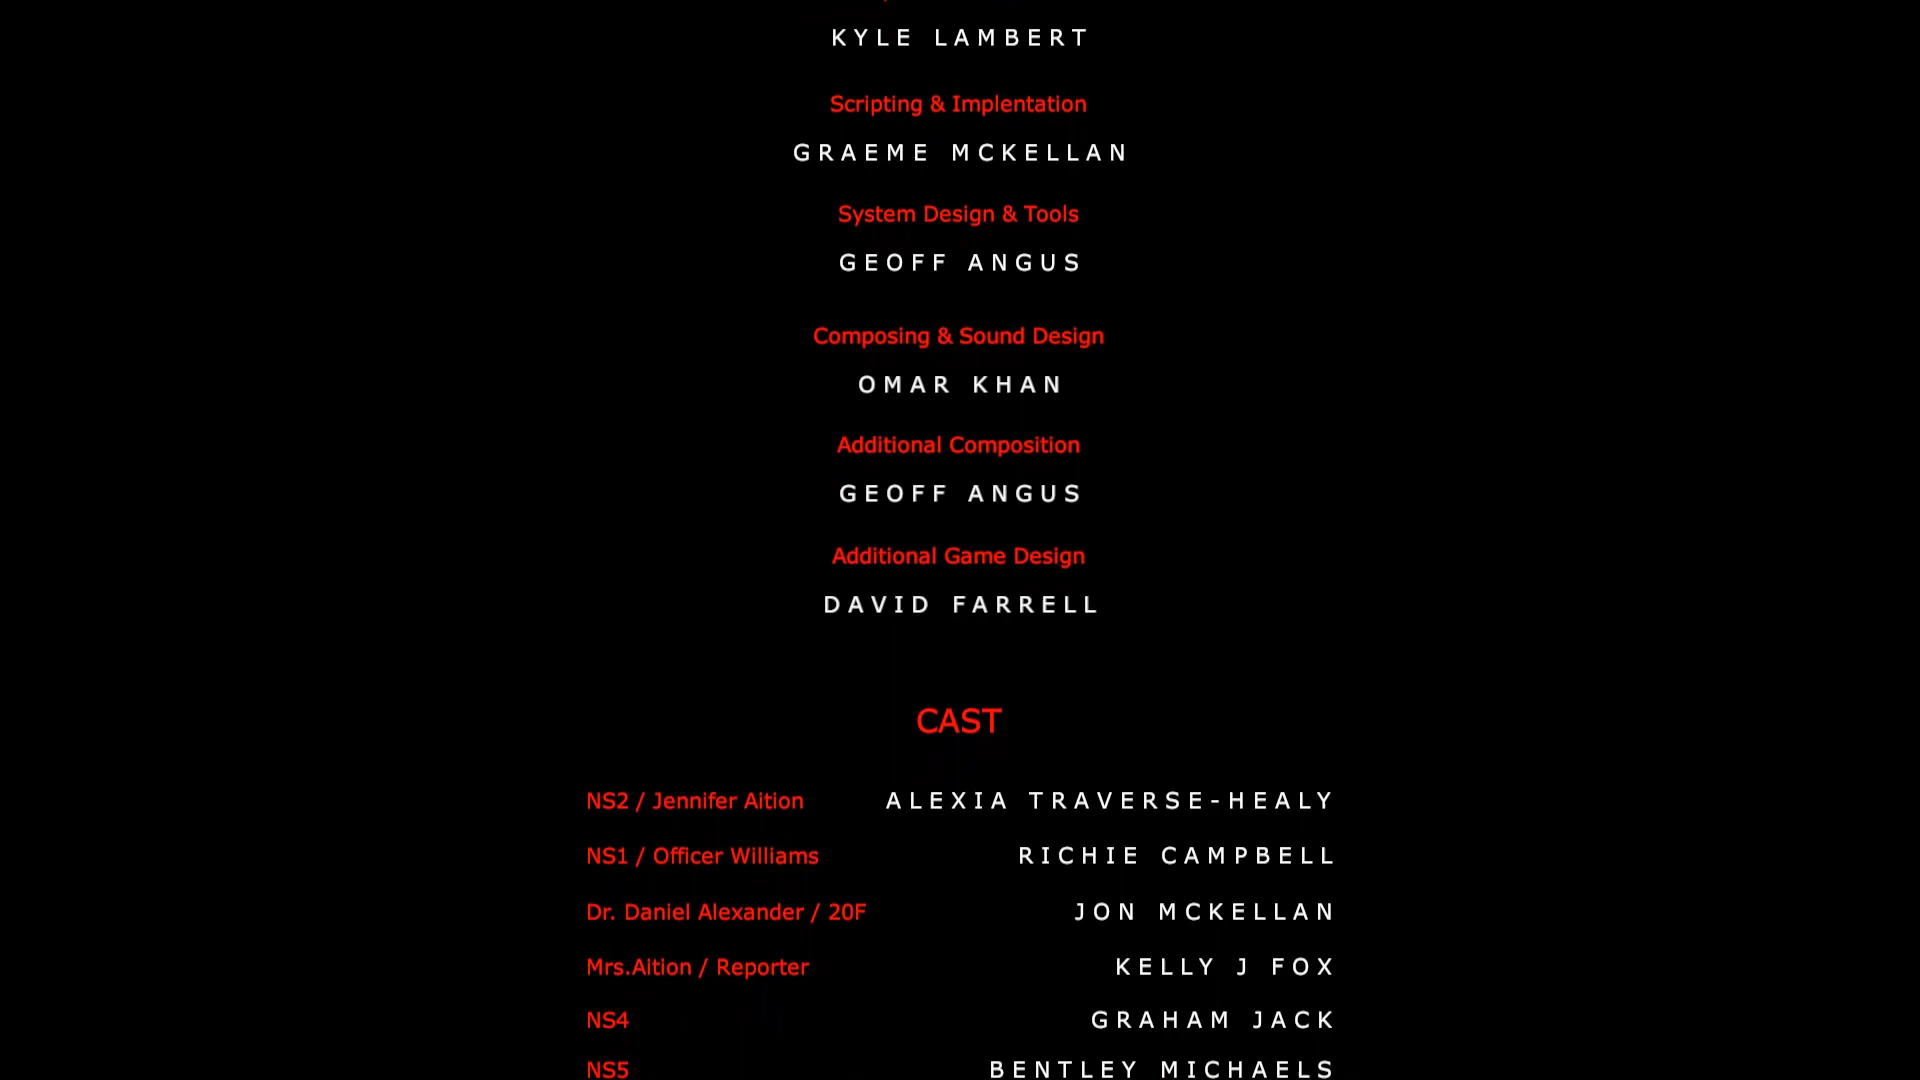 KYLE LAMBERT
Scripting & Implentation
GRAEME MCKELLAN
System Design & Tools
GEOFF ANGUS
Composing & Sound Design
OMAR KHAN
Additional Composition
GEOFF ANGUS
Additional Game Design
DAVID FARRELL
CAST
NS2 / Jennifer Aition ALEXIA TRAVERSE-HEALY
NS1 / Officer Williams RICHIE CAMPBELL
Dr. Daniel Alexander / 20F JON MCKELLAN
Mrs.Aition / Reporter KELLY J FOX
NS4 GRAHAM JACK
NS5 BENTLEY MICHAELS